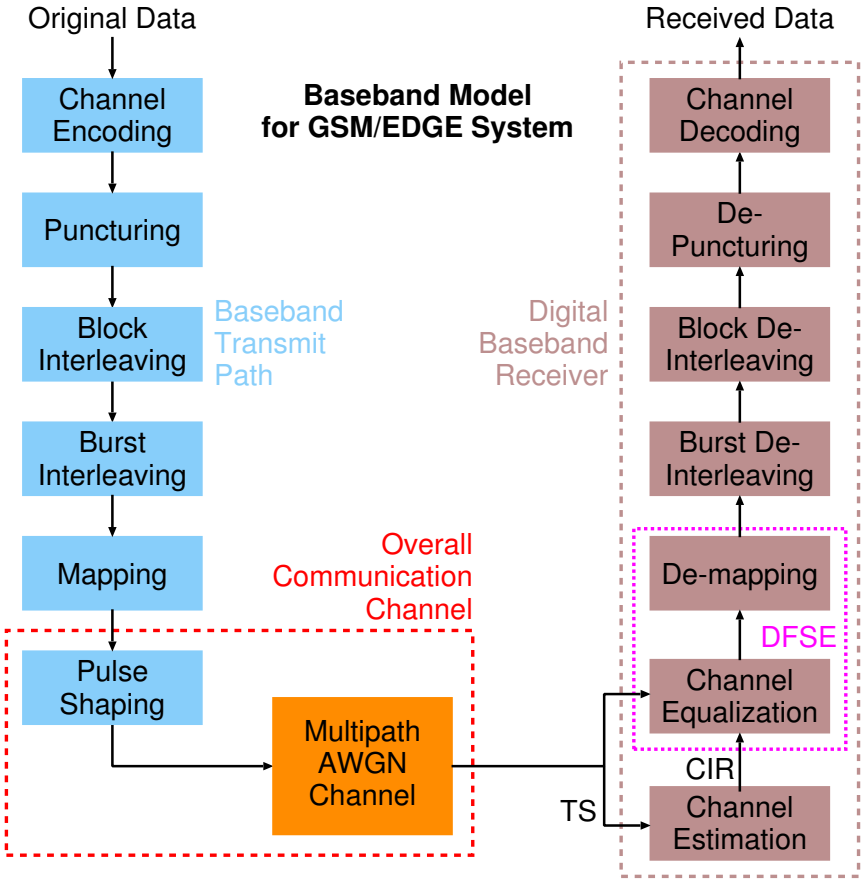 Original Data
Received Data
Baseband Model
for GSM/EDGE System
Channel
Encoding
Puncturing
Block
Interleaving
Baseband
Transmit
Path
Burst
Interleaving
Mapping
Overall
Communication
Channel
Pulse
Shaping
Multipath
AWGN
Channel
Channel
Decoding
De-
Puncturing
Digital
Baseband
Receiver
Block De-
Interleaving
Burst De-
Interleaving
De-mapping
DFSE
Channel
Equalization
CIR
TS
Channel
Estimation